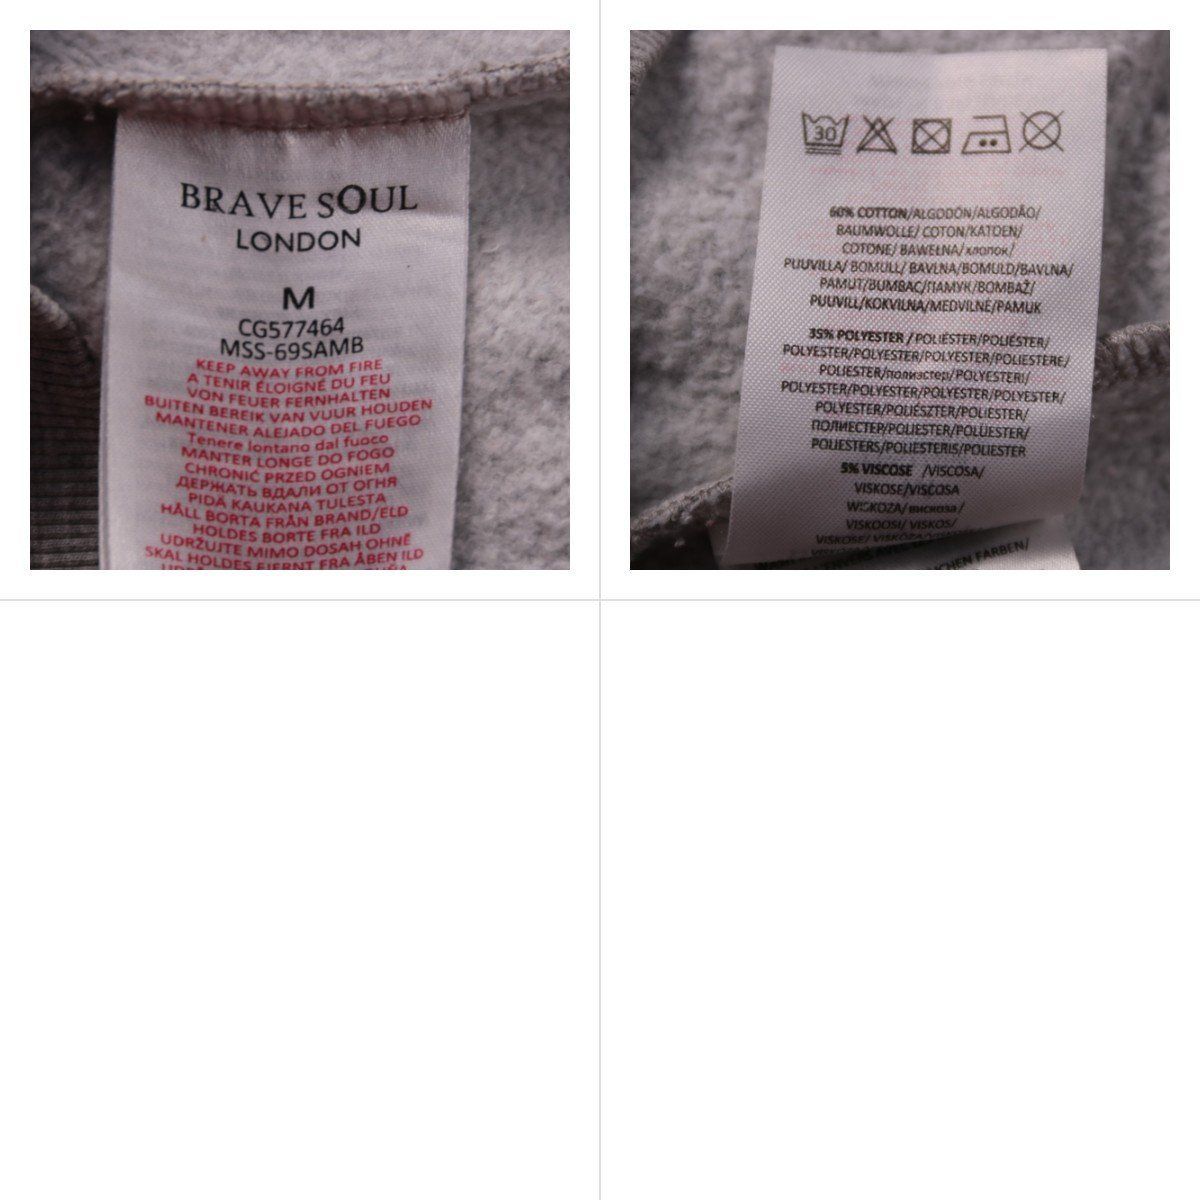 BRAVE SOUL
LONDON
M
CG577464
MSS-69SAMB
KEEP AWAY FROM FIRE
A TENIR ÉLOIGNÉ DU FEU
VON FEUER FERNHALTEN
BUITEN BEREIK VAN VUUR HOUDEN
MANTENER ALEJADO DEL FUEGO
Tenere lontano dal fuoco
MANTER LONGE DO FOGO
CHRONIĆ PRZED OGNIEM
ДЕРЖАТЬ ВДАЛИ ОТ ОГНЯ
PIDÄ KAUKANA TULESTA
HÅLL BORTA FRÅN BRAND/ELD
HOLDES BORTE FRA ILD
UDRŽUJTE MIMO DOSAH OHNĚ
SKAL HOLDES FJERNT FRA ÅBEN ILD
30
60% COTTON/ALGODÓN/ALGODÃO/
BAUMWOLLE/ COTON/KATOEN/
COTONE/ BAWEŁNA/хлопок/
PUUVILLA/ BOMULL/ BAVLNA/BOMULD/BAVLNA/
PAMUT/BUMBAC/ПАМУК/BOMBAŽ/
PUUVILL/KOKVILNA/MEDVILNĖ/PAMUK
35% POLYESTER / POLIÉSTER/POLIÉSTER/
POLYESTER/POLYESTER/POLYESTER/POLIESTERE/
POLIESTER/полиэстер/POLYESTERI/
POLYESTER/POLYESTER/POLYESTER/POLYESTER/
POLYESTER/POLIÉSZTER/POLIESTER/
ПОЛИЕСТЕР/POLIESTER/POLÜESTER/
POLIESTERS/POLIESTERIS/POLIESTER
5% VISCOSE /VISCOSA/
VISKOSE/VISCOSA
WISKOZA/ вискоза/
VISKOOSI/ VISKOS/
VISKOSE/ VISKÓZA/
FARBEN/